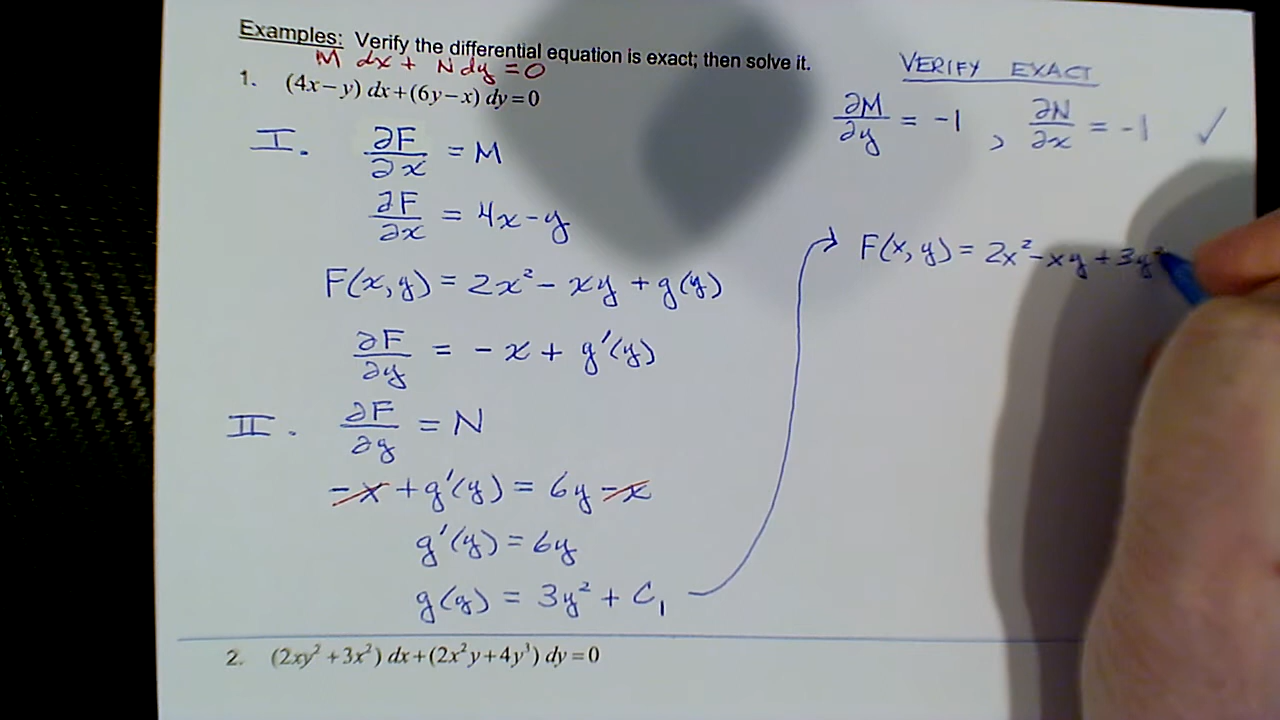 Examples: Verify the differential equation is exact; then solve it.
M dx + N dy = 0
1. (4x − y) dx + (6y − x) dy = 0
I. ∂F/∂x = M
∂F/∂x = 4x − y
F(x, y) = 2x² − xy + g(y)
∂F/∂y = −x + g'(y)
II. ∂F/∂y = N
−x + g'(y) = 6y − x
g'(y) = 6y
g(y) = 3y² + C₁
VERIFY EXACT
∂M/∂y = −1 , ∂N/∂x = −1 ✓
F(x, y) = 2x² − xy + 3y²
2. (2xy² + 3x²) dx + (2x²y + 4y³) dy = 0